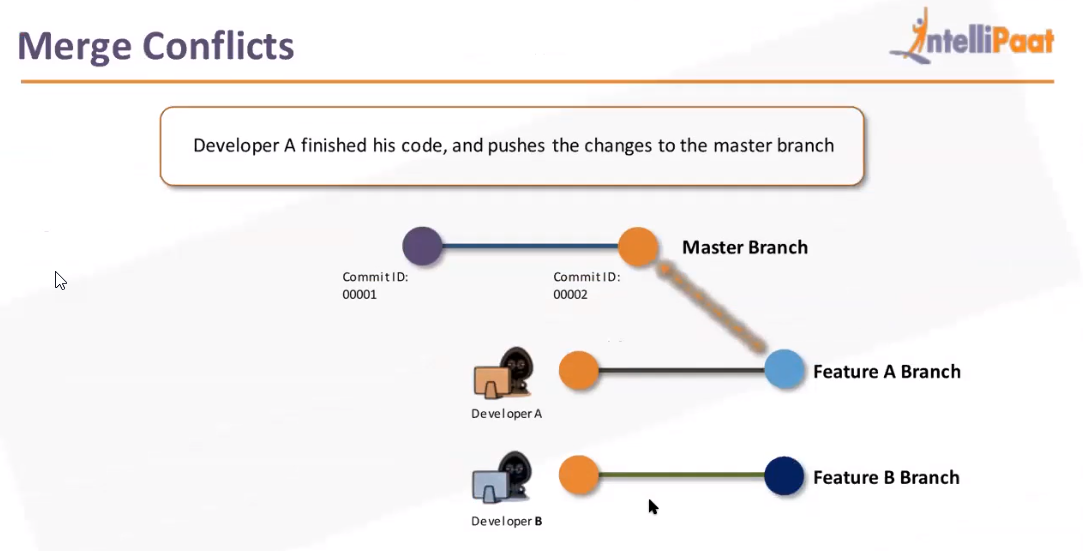 Merge Conflicts
IntelliPaat
Developer A finished his code, and pushes the changes to the master branch
Master Branch
Commit ID:
00001
Commit ID:
00002
Feature A Branch
Developer A
Feature B Branch
Developer B